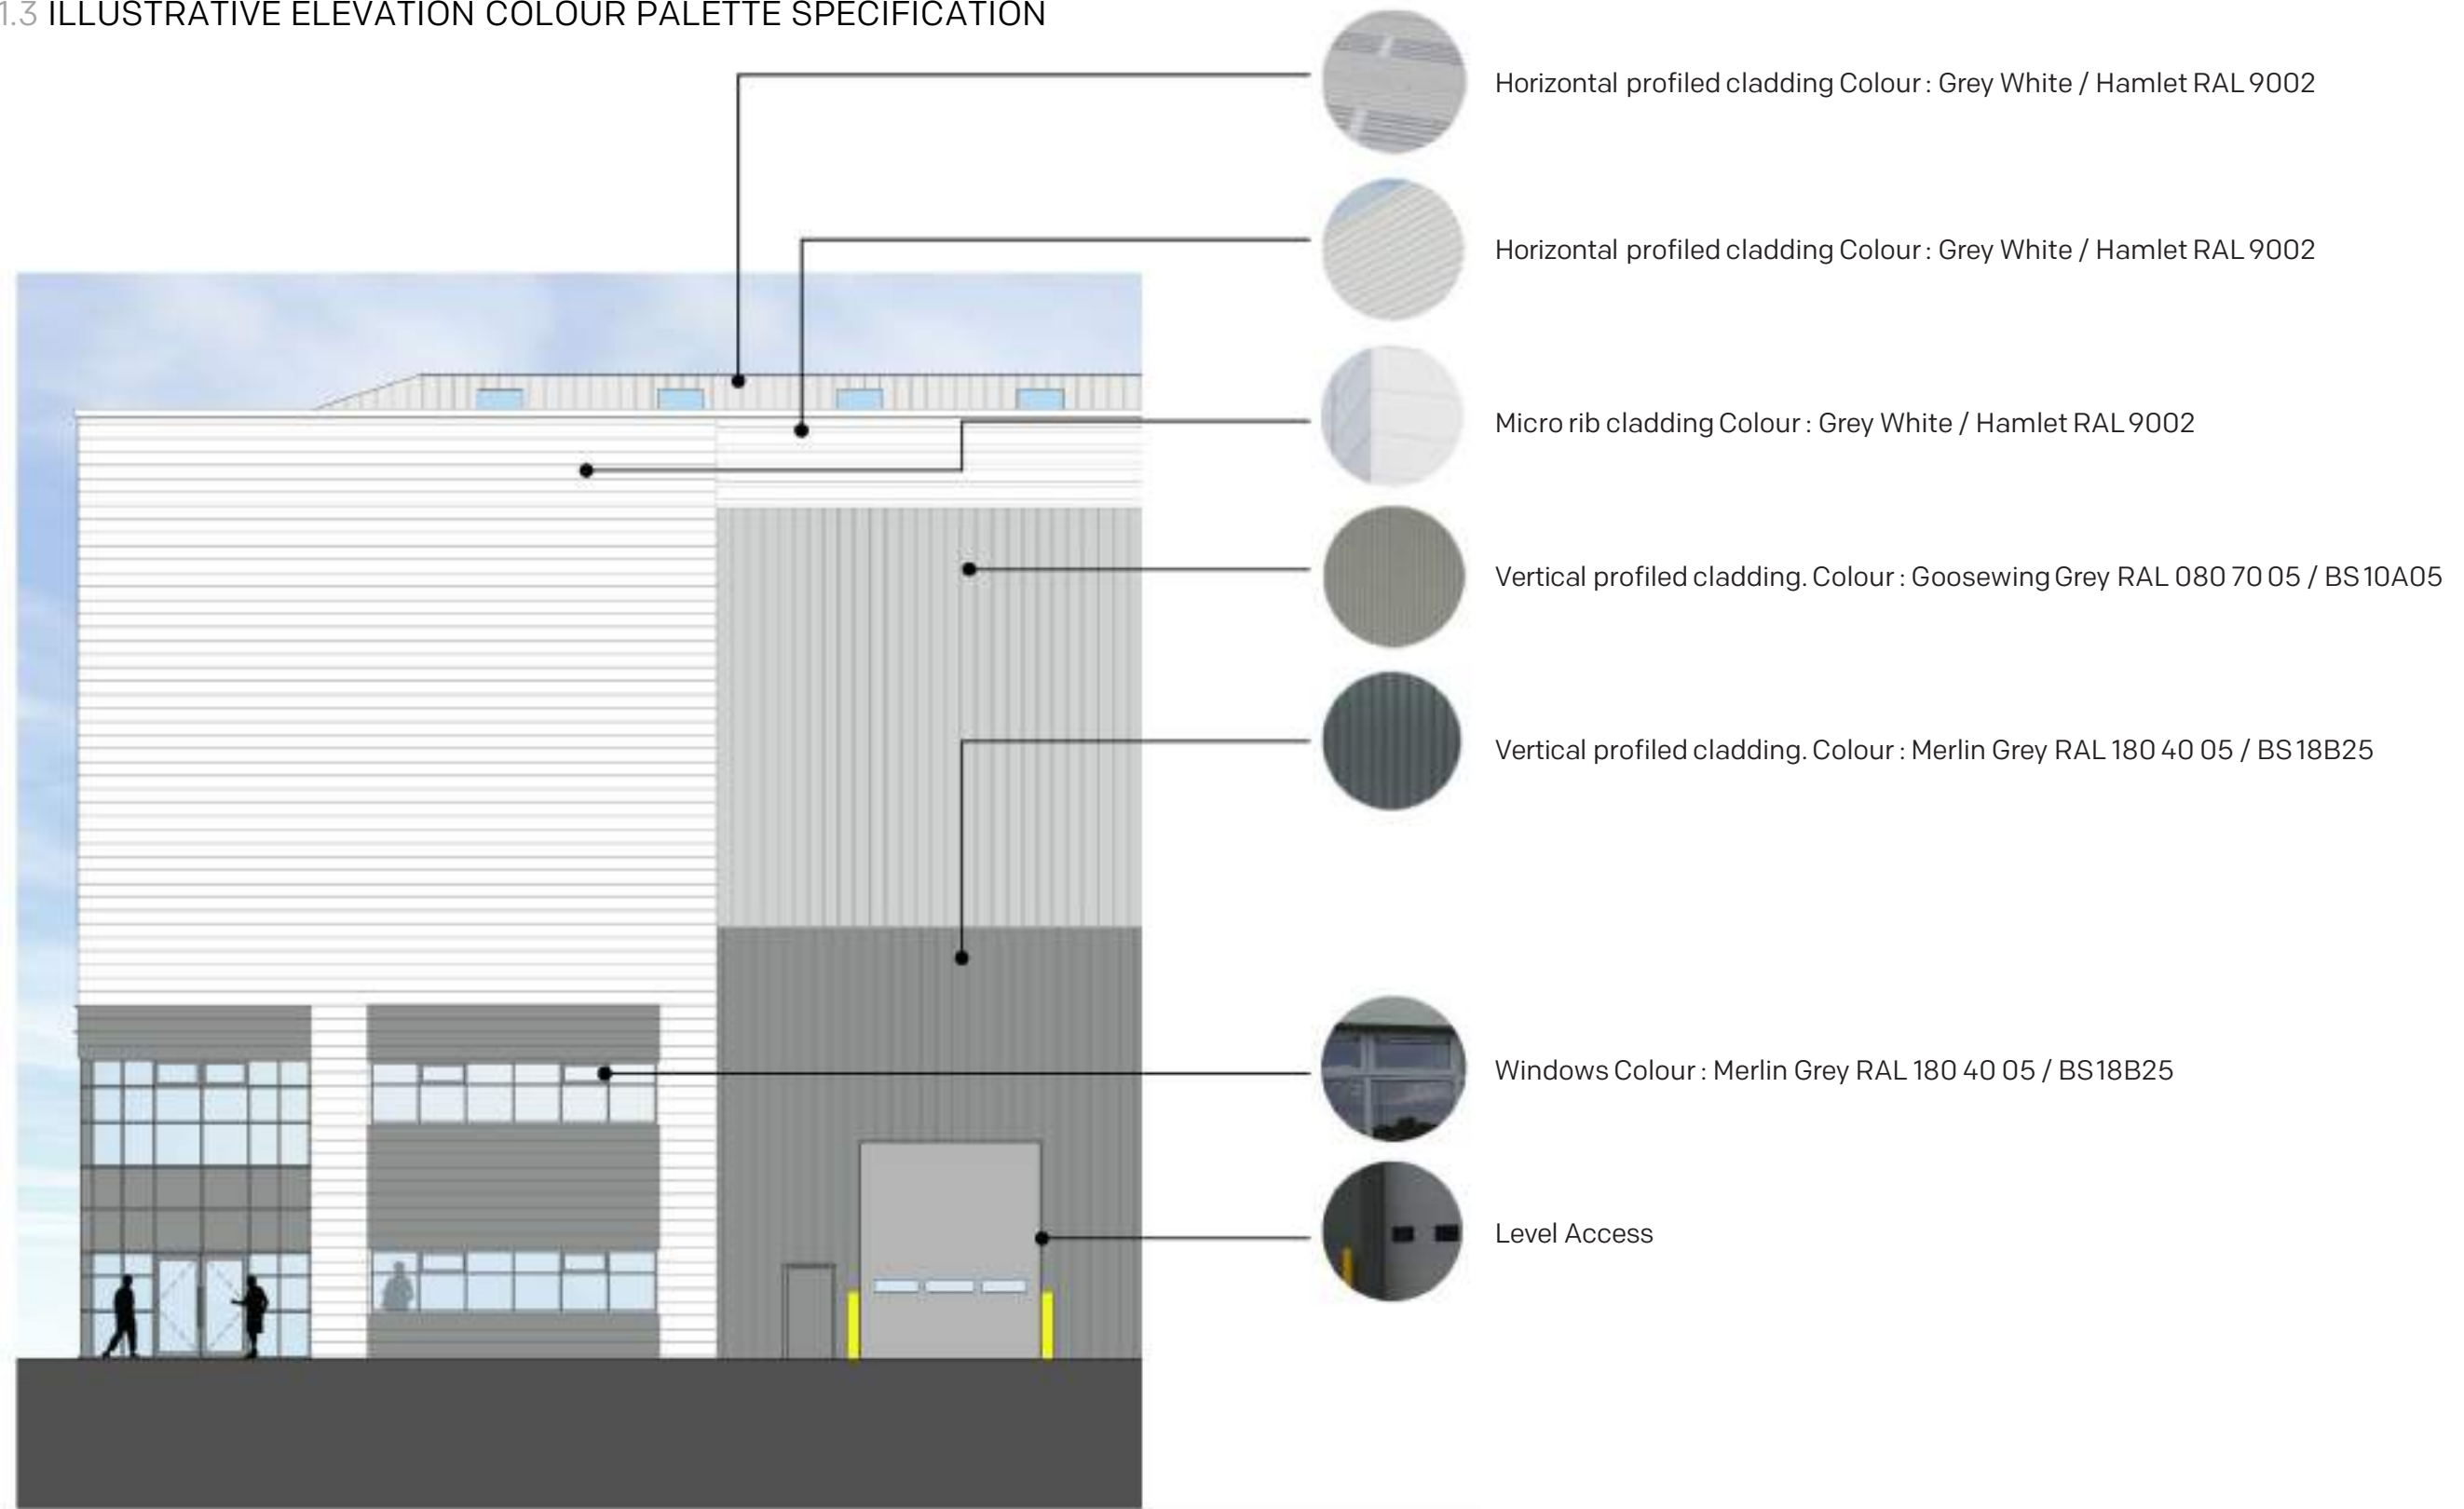 1.3 ILLUSTRATIVE ELEVATION COLOUR PALETTE SPECIFICATION
Horizontal profiled cladding Colour : Grey White / Hamlet RAL 9002
Horizontal profiled cladding Colour : Grey White / Hamlet RAL 9002
Micro rib cladding Colour : Grey White / Hamlet RAL 9002
Vertical profiled cladding. Colour : Goosewing Grey RAL 080 70 05 / BS 10A05
Vertical profiled cladding. Colour : Merlin Grey RAL 180 40 05 / BS 18B25
Windows Colour : Merlin Grey RAL 180 40 05 / BS18B25
Level Access